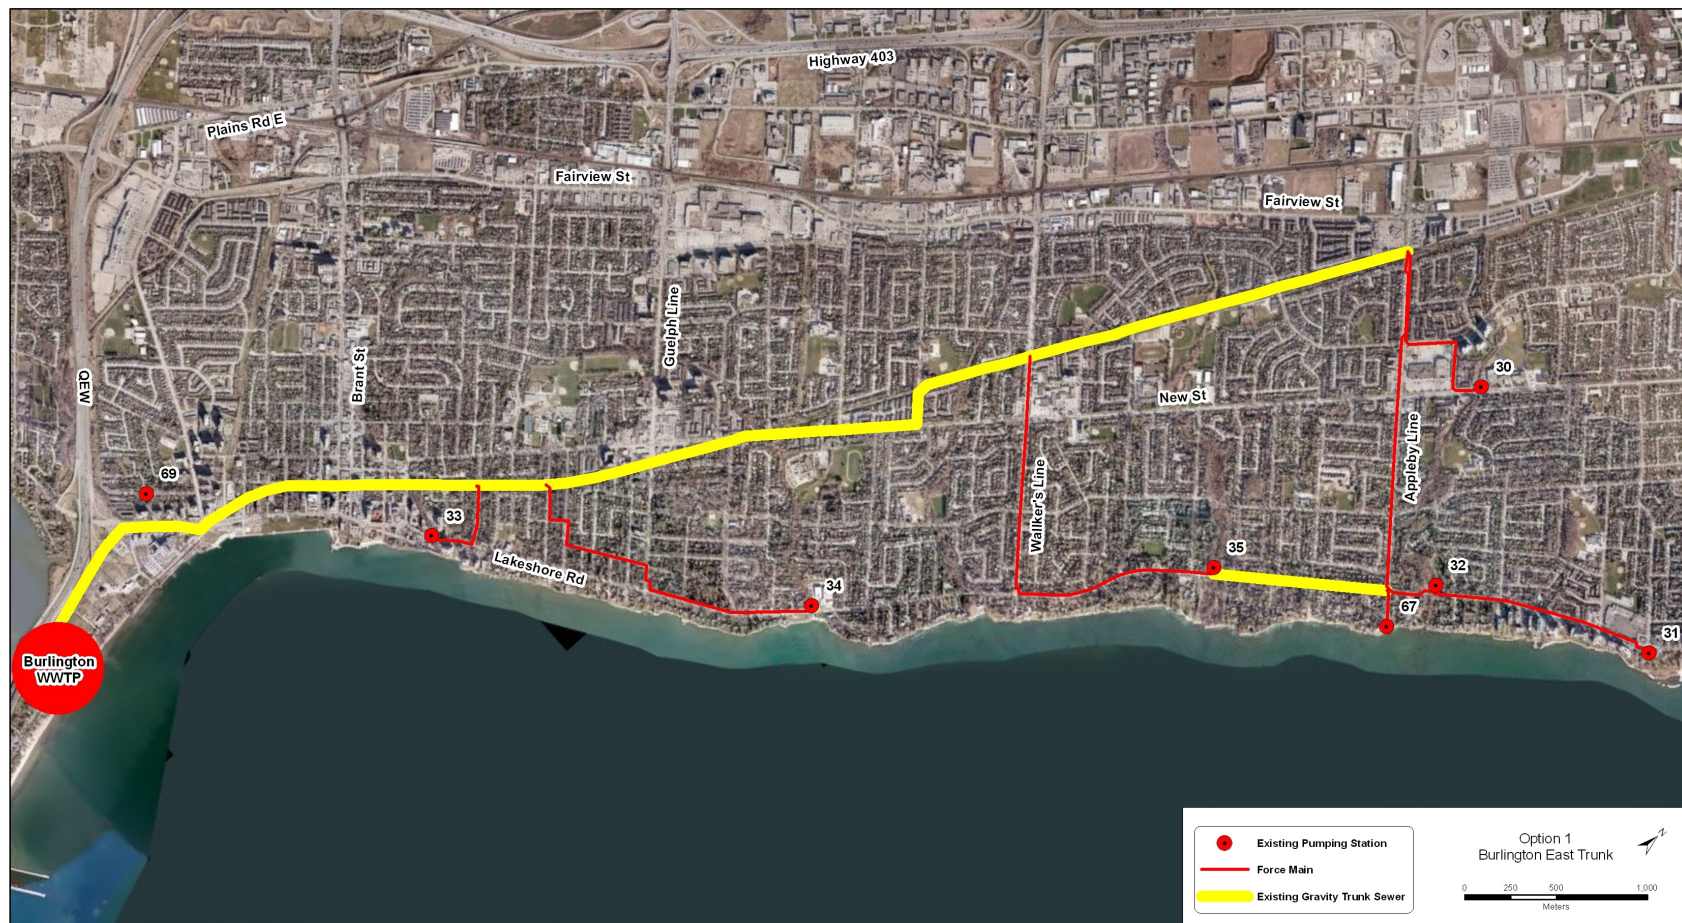 Highway 403
Plains Rd E
Fairview St
Fairview St
Guelph Line
Brant St
QEW
New St
30
Appleby Line
Wallker's Line
69
33
Lakeshore Rd
34
35
32
67
31
Burlington
WWTP
Existing Pumping Station
Force Main
Existing Gravity Trunk Sewer
Option 1
Burlington East Trunk
N
0 250 500 1,000
Meters